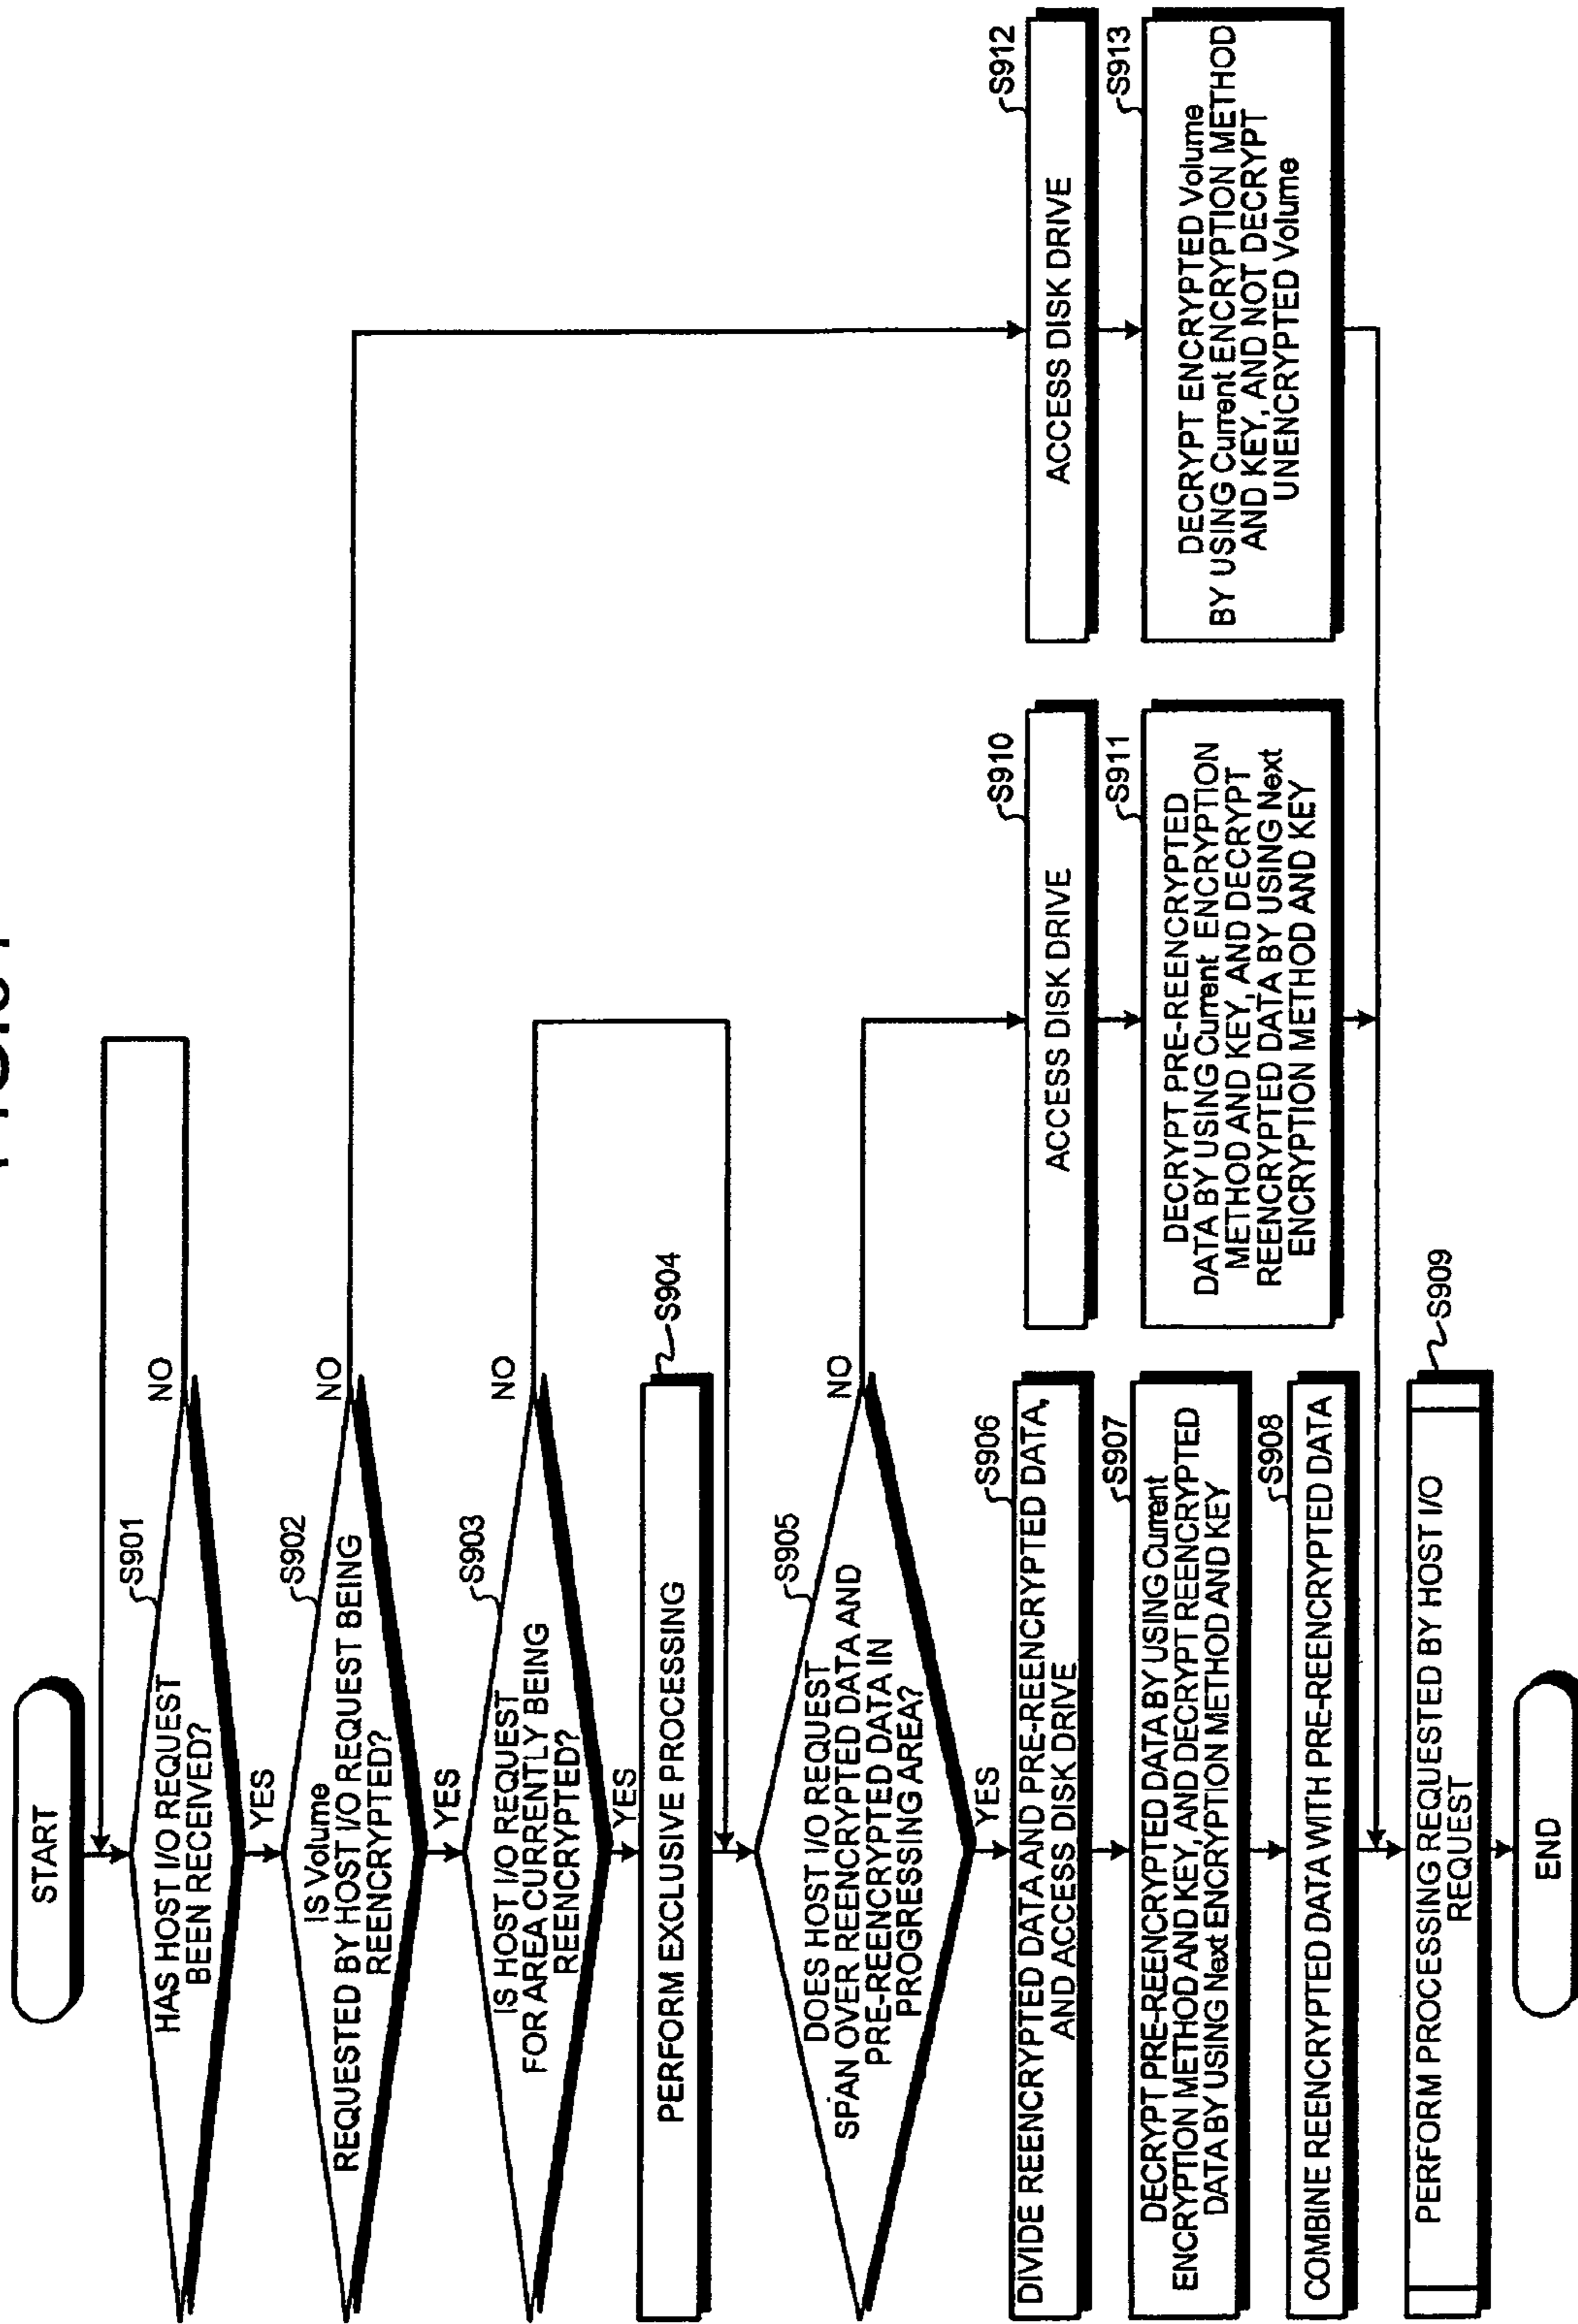 START
HAS HOST I/O REQUEST
BEEN RECEIVED?
S901
NO
YES
IS Volume
REQUESTED BY HOST I/O REQUEST BEING
REENCRYPTED?
S902
NO
YES
IS HOST I/O REQUEST
FOR AREA CURRENTLY BEING
REENCRYPTED?
S903
NO
YES
PERFORM EXCLUSIVE PROCESSING
S904
DOES HOST I/O REQUEST
SPAN OVER REENCRYPTED DATA AND
PRE-REENCRYPTED DATA IN
PROGRESSING AREA?
S905
NO
YES
DIVIDE REENCRYPTED DATA AND PRE-REENCRYPTED DATA,
AND ACCESS DISK DRIVE
S906
DECRYPT PRE-REENCRYPTED DATA BY USING Current
ENCRYPTION METHOD AND KEY, AND DECRYPT REENCRYPTED
DATA BY USING Next ENCRYPTION METHOD AND KEY
S907
COMBINE REENCRYPTED DATA WITH PRE-REENCRYPTED DATA
S908
PERFORM PROCESSING REQUESTED BY HOST I/O
REQUEST
S909
END
ACCESS DISK DRIVE
S910
DECRYPT PRE-REENCRYPTED
DATA BY USING Current ENCRYPTION
METHOD AND KEY, AND DECRYPT
REENCRYPTED DATA BY USING Next
ENCRYPTION METHOD AND KEY
S911
ACCESS DISK DRIVE
S912
DECRYPT ENCRYPTED Volume
BY USING Current ENCRYPTION METHOD
AND KEY, AND NOT DECRYPT
UNENCRYPTED Volume
S913